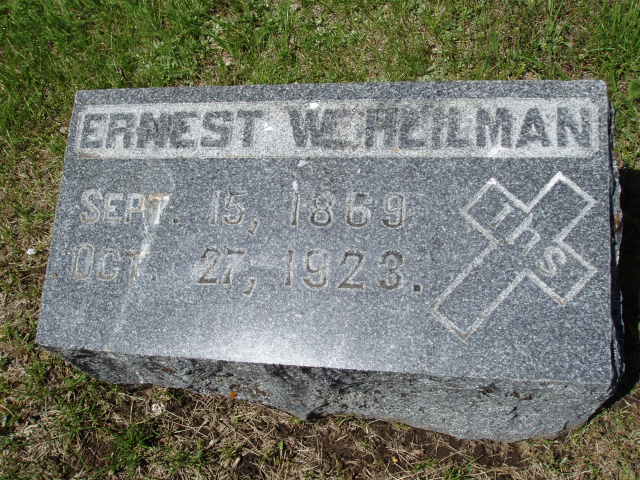 ERNEST W. HEILMAN
SEPT. 15, 1869
OCT. 27, 1923.
IhS